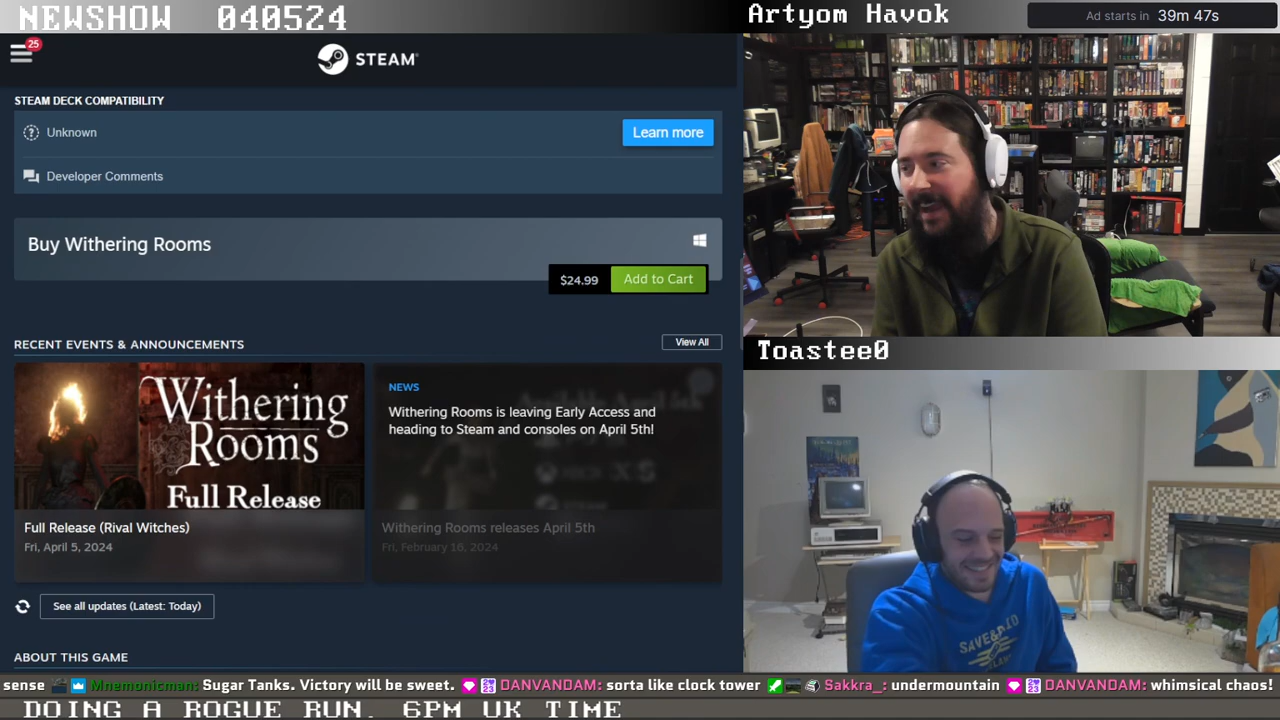 NEWSHOW 040524
Artyom Havok
Ad starts in 39m 47s
25
STEAM
STEAM DECK COMPATIBILITY
Unknown
Learn more
Developer Comments
Buy Withering Rooms
$24.99
Add to Cart
RECENT EVENTS & ANNOUNCEMENTS
View All
Withering
Rooms
Full Release
Full Release (Rival Witches)
Fri, April 5, 2024
NEWS
Withering Rooms is leaving Early Access and
heading to Steam and consoles on April 5th!
Withering Rooms releases April 5th
Fri, February 16, 2024
See all updates (Latest: Today)
ABOUT THIS GAME
Toastee0
sense Mnemonicman: Sugar Tanks. Victory will be sweet. DANVANDAM: sorta like clock tower Sakkra_: undermountain DANVANDAM: whimsical chaos!
DOING A ROGUE RUN. 6PM UK TIME